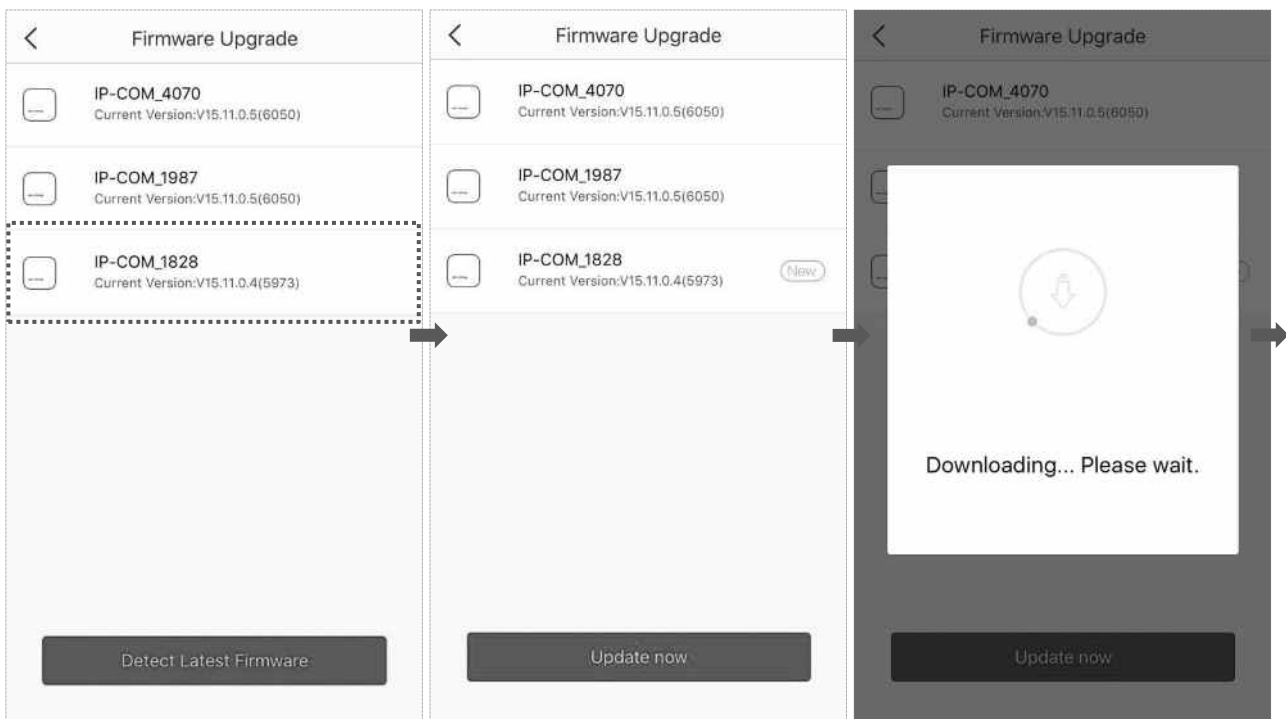 Firmware Upgrade
IP-COM_4070
Current Version:V15.11.0.5(6050)
IP-COM_1987
Current Version:V15.11.0.5(6050)
IP-COM_1828
Current Version:V15.11.0.4(5973)
Detect Latest Firmware
Firmware Upgrade
IP-COM_4070
Current Version:V15.11.0.5(6050)
IP-COM_1987
Current Version:V15.11.0.5(6050)
IP-COM_1828
Current Version:V15.11.0.4(5973)
New
Update now
Firmware Upgrade
IP-COM_4070
Current Version:V15.11.0.5(6050)
Downloading... Please wait.
Update now